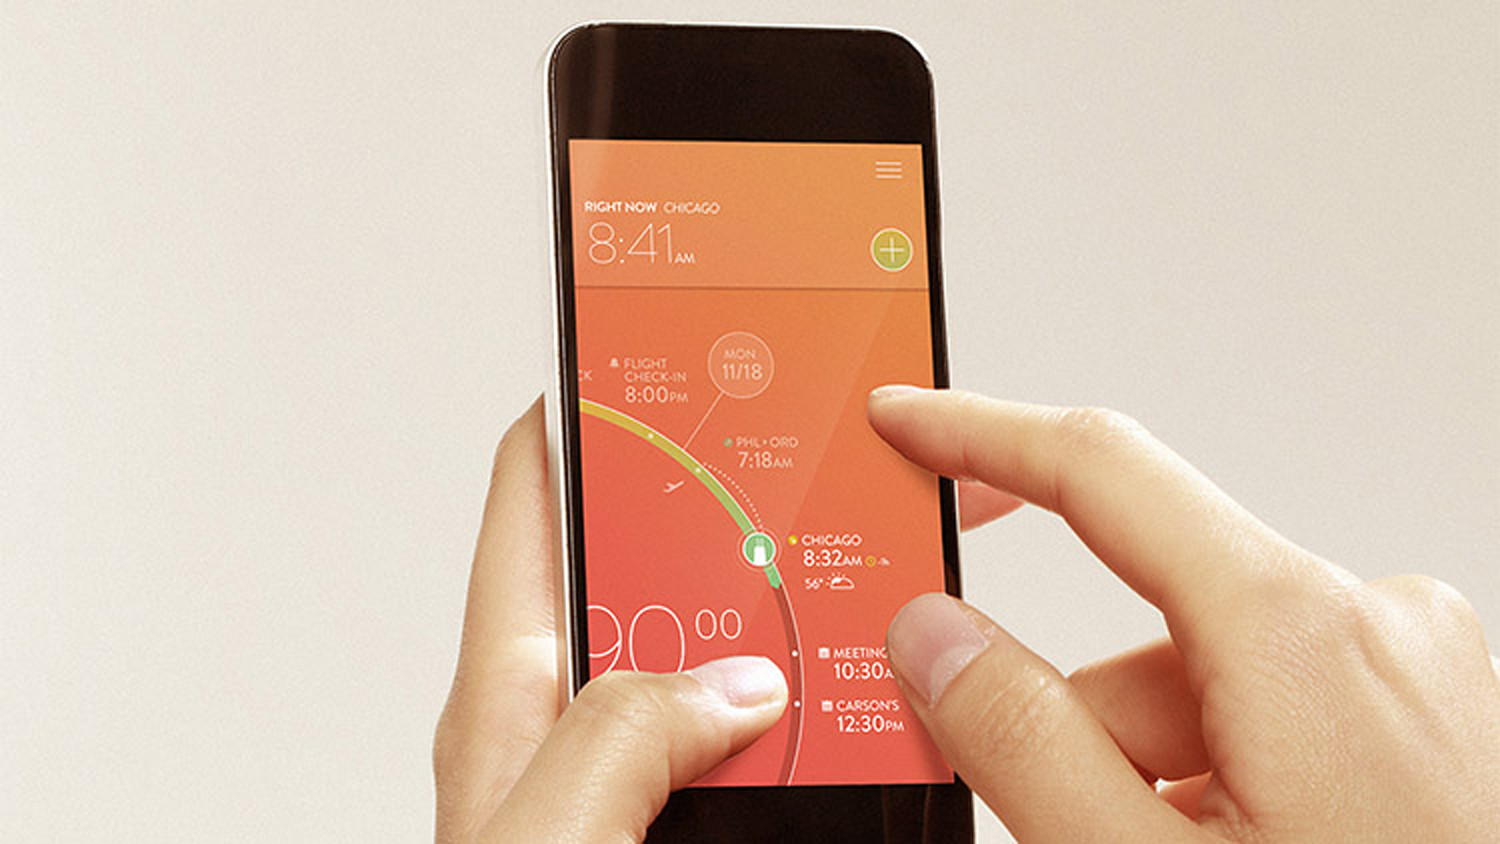 RIGHT NOW CHICAGO
8:41AM
FLIGHT
CHECK-IN
8:00PM
CK
MON
11/18
PHL ▸ ORD
7:18AM
CHICAGO
8:32AM
56°
90 00
MEETING
10:30A
CARSON'S
12:30PM